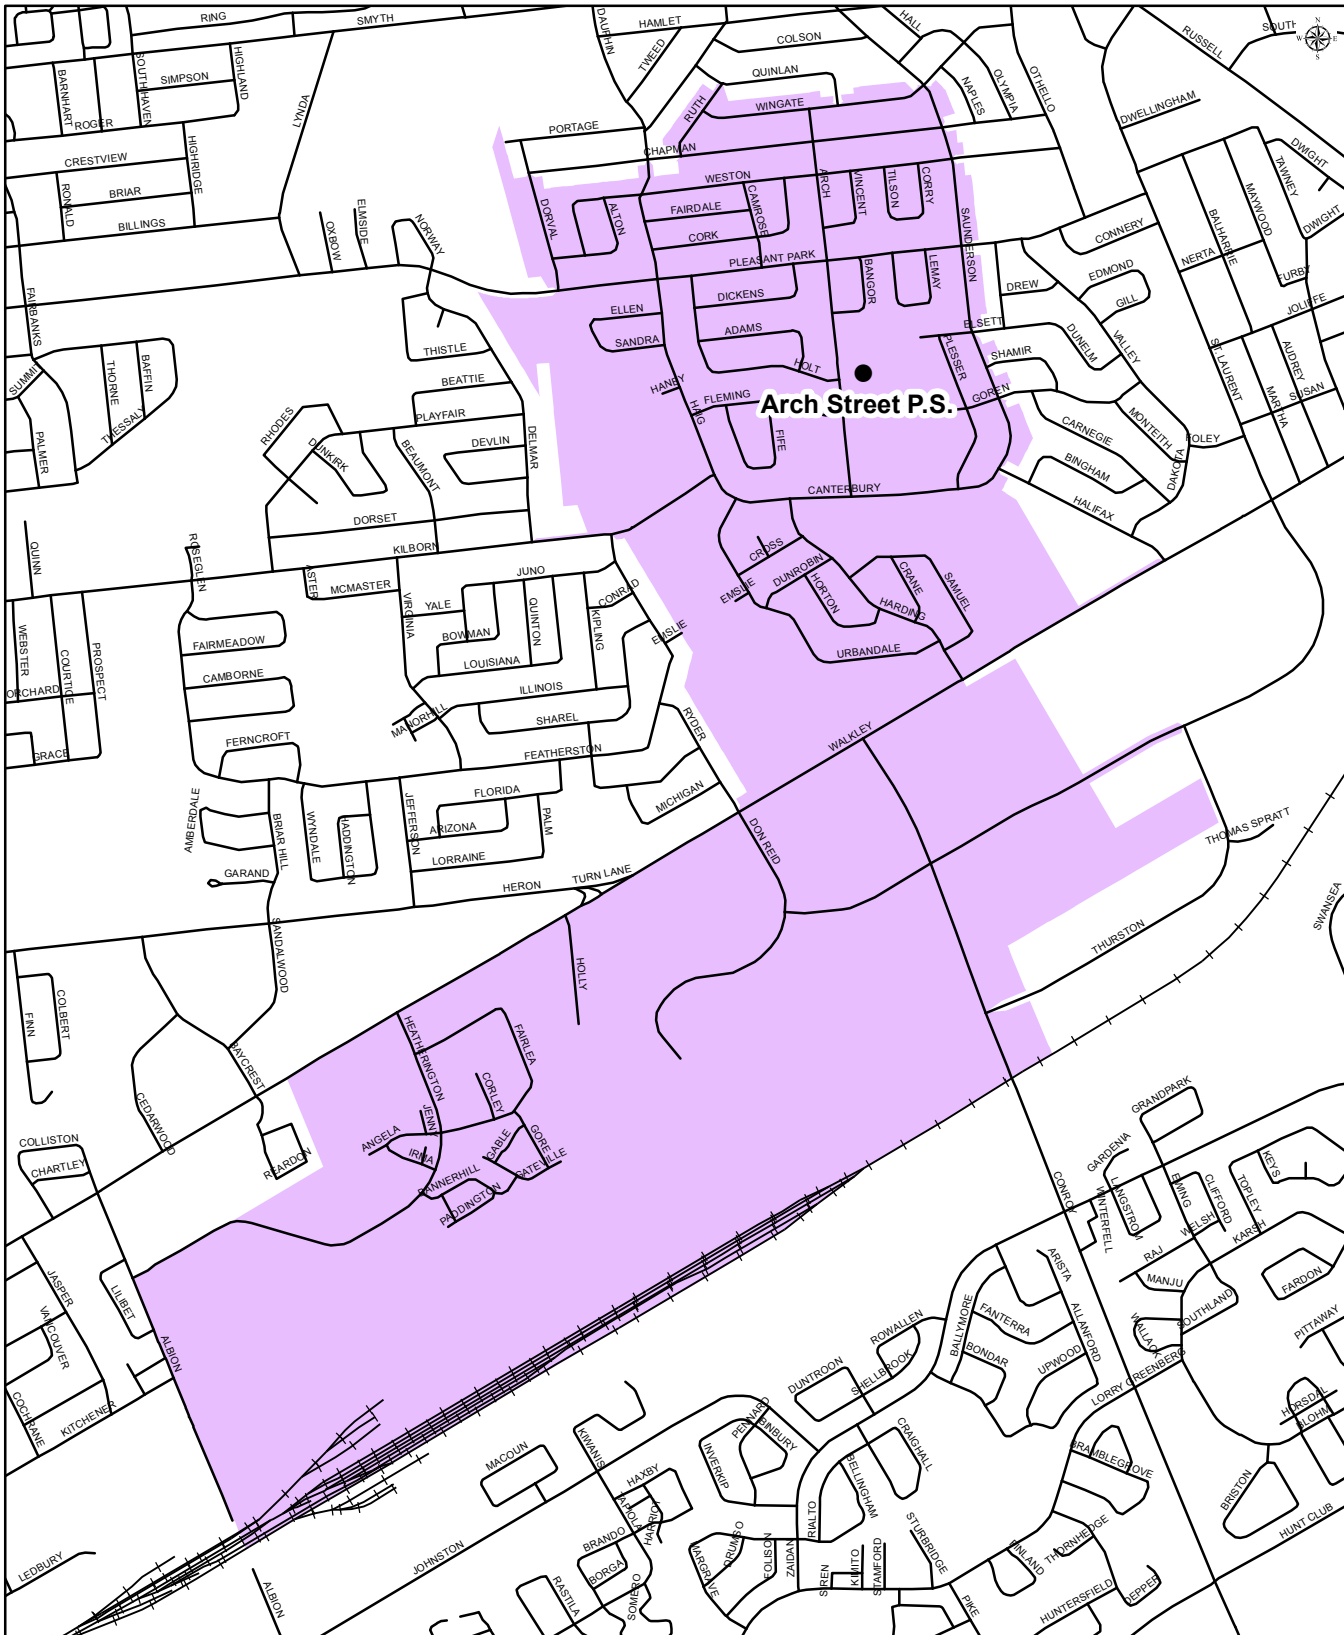 RING
SMYTH
DAUPHIN
HAMLET
HALL
RUSSELL
N
W
E
S
TWEED
COLSON
SOUTHAVEN
HIGHLAND
BARNHART
SIMPSON
QUINLAN
NAPLES
OLYMPIA
OTHELLO
LYNDA
RUTH
WINGATE
DWELLINGHAM
ROGER
PORTAGE
CHAPMAN
CRESTVIEW
HIGHRIDGE
DWIGHT
TAWNEY
BRIAR
RONALD
WESTON
ARCH
VINCENT
TILSON
CORRY
MAYWOOD
BILLINGS
OXBOW
ELMSIDE
NORWAY
DORVAL
ALTON
FAIRDALE
CAMROSE
CORK
SAUNDERSON
CONNERY
BALHARRIE
DWIGHT
NERTA
PLEASANT PARK
BANGOR
LEMAY
EDMOND
FURBY
FAIRBANKS
DREW
GILL
JOLIFFE
ELLEN
DICKENS
SANDRA
ADAMS
ELSETT
DUNELM
VALLEY
THISTLE
PLESSER
SHAMIR
ST. LAURENT
AUDREY
SUMMIT
THORNE
BAFFIN
HOLT
BEATTIE
HANBY
HAIG
FLEMING
Arch Street P.S.
GOREN
MARTHA
SUSAN
THESSALY
PLAYFAIR
RHODES
DUNKIRK
BEAUMONT
DEVLIN
DELMAR
FIFE
CARNEGIE
MONTEITH
FOLEY
PALMER
BINGHAM
DAKOTA
CANTERBURY
HALIFAX
DORSET
QUINN
ROSEGLEN
KILBORN
CROSS
DUNROBIN
JUNO
ASTER
MCMASTER
VIRGINIA
YALE
QUINTON
KIPLING
CONRAD
EMSLIE
HORTON
CRANE
SAMUEL
HARDING
WEBSTER
COURTICE
PROSPECT
FAIRMEADOW
BOWMAN
EMSLIE
LOUISIANA
URBANDALE
CAMBORNE
ORCHARD
ILLINOIS
MANORHILL
SHAREL
RYDER
GRACE
FERNCROFT
FEATHERSTON
WALKLEY
FLORIDA
MICHIGAN
AMBERDALE
BRIAR HILL
WYNDALE
HADDINGTON
JEFFERSON
ARIZONA
PALM
DON REID
THOMAS SPRATT
LORRAINE
GARAND
HERON
TURN LANE
SANDALWOOD
SWANSEA
THURSTON
HOLLY
COLBERT
FINN
HEATHERINGTON
FAIRLEA
BAYCREST
CORLEY
CEDARWOOD
JENNY
GRANDPARK
COLLISTON
ANGELA
GABLE
GORE
CHARTLEY
REARDON
IRMA
GATEVILLE
GARDENIA
KEYS
BANNERHILL
PADDINGTON
CONROY
WINTERFELL
LANGSTROM
EWING
CLIFFORD
TOPLEY
WELSH
KARSH
RAJ
JASPER
LILIBET
ARISTA
MANJU
FARDON
VANCOUVER
ALBION
ROWALLEN
BALLYMORE
FANTERRA
ALLANFORD
SOUTHLAND
WALLACK
PITTAWAY
BONDAR
UPWOOD
DUNTROON
SHELLBROOK
LORRY GREENBERG
COCHRANE
KITCHENER
HORSDAL
BLOHM
PENNARD
BINBURY
CRAIGHALL
KIWANIS
MACOUN
INVERKIP
BRAMBLEGROVE
HAXBY
BELLINGHAM
BRISTON
TAPIOLA
HARRIOT
RIALTO
HUNT CLUB
STURBRIDGE
THORNHEDGE
BRANDO
DRUMSO
JOHNSTON
LEDBURY
BORGA
MARGRAVE
FOLISON
ZAIDAN
SIREN
KIMITO
STAMFORD
FINLAND
ALBION
RASTILA
SOMERO
PIKE
HUNTERSFIELD
DEPPER